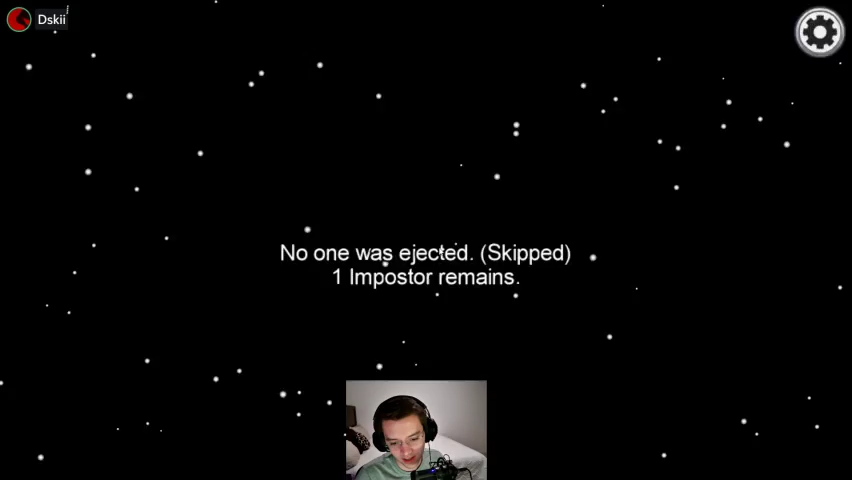 Dskii
No one was ejected. (Skipped)
1 Impostor remains.